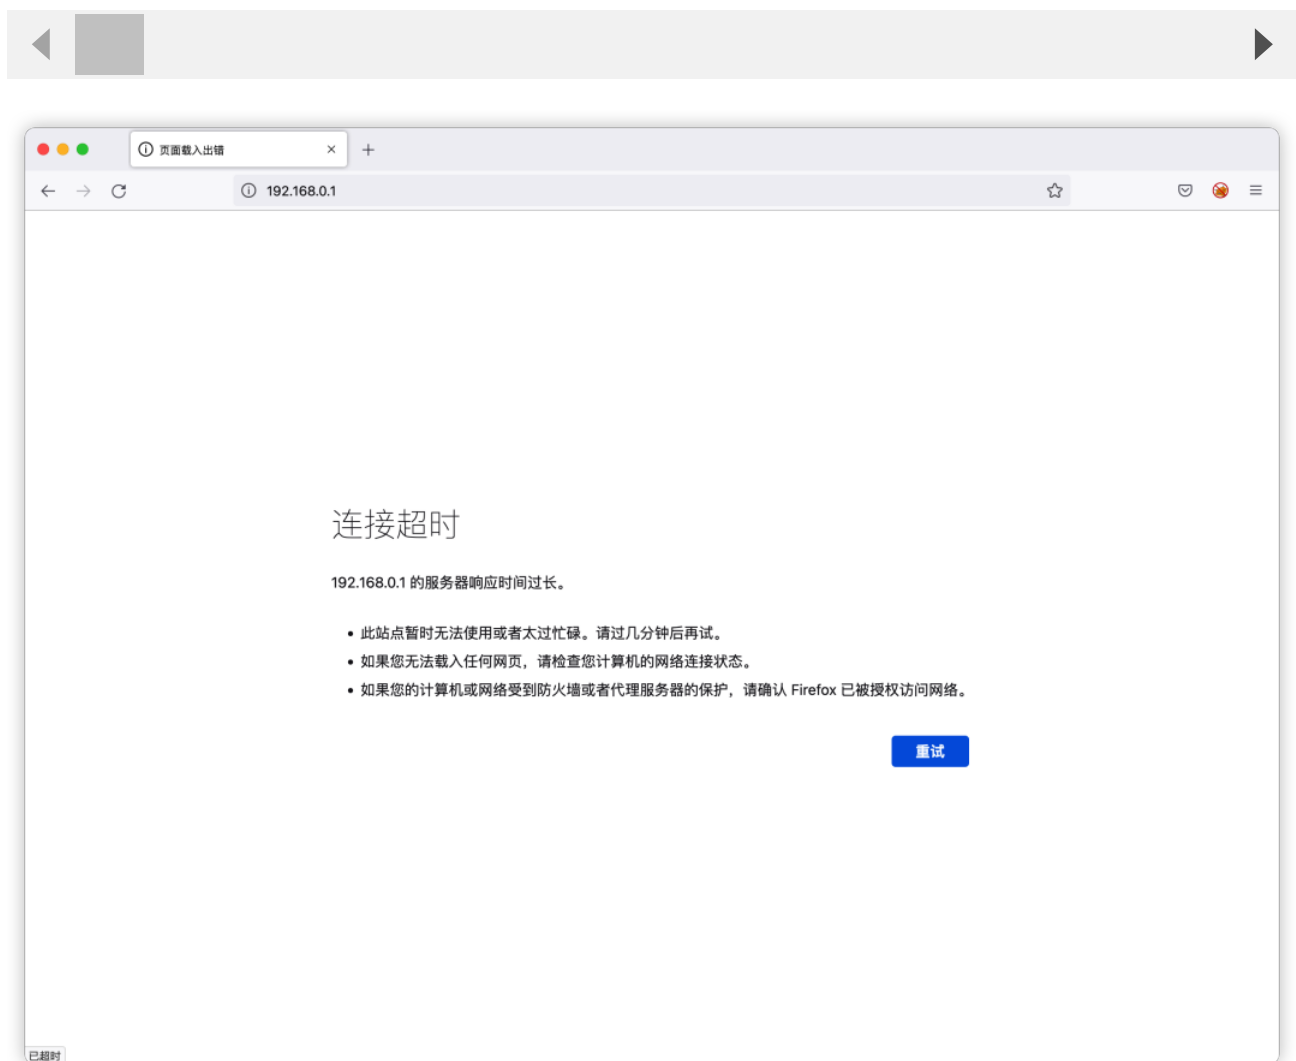 页面载入出错
192.168.0.1
连接超时
192.168.0.1 的服务器响应时间过长。
• 此站点暂时无法使用或者太过忙碌。请过几分钟后再试。
• 如果您无法载入任何网页，请检查您计算机的网络连接状态。
• 如果您的计算机或网络受到防火墙或者代理服务器的保护，请确认 Firefox 已被授权访问网络。
重试
已超时